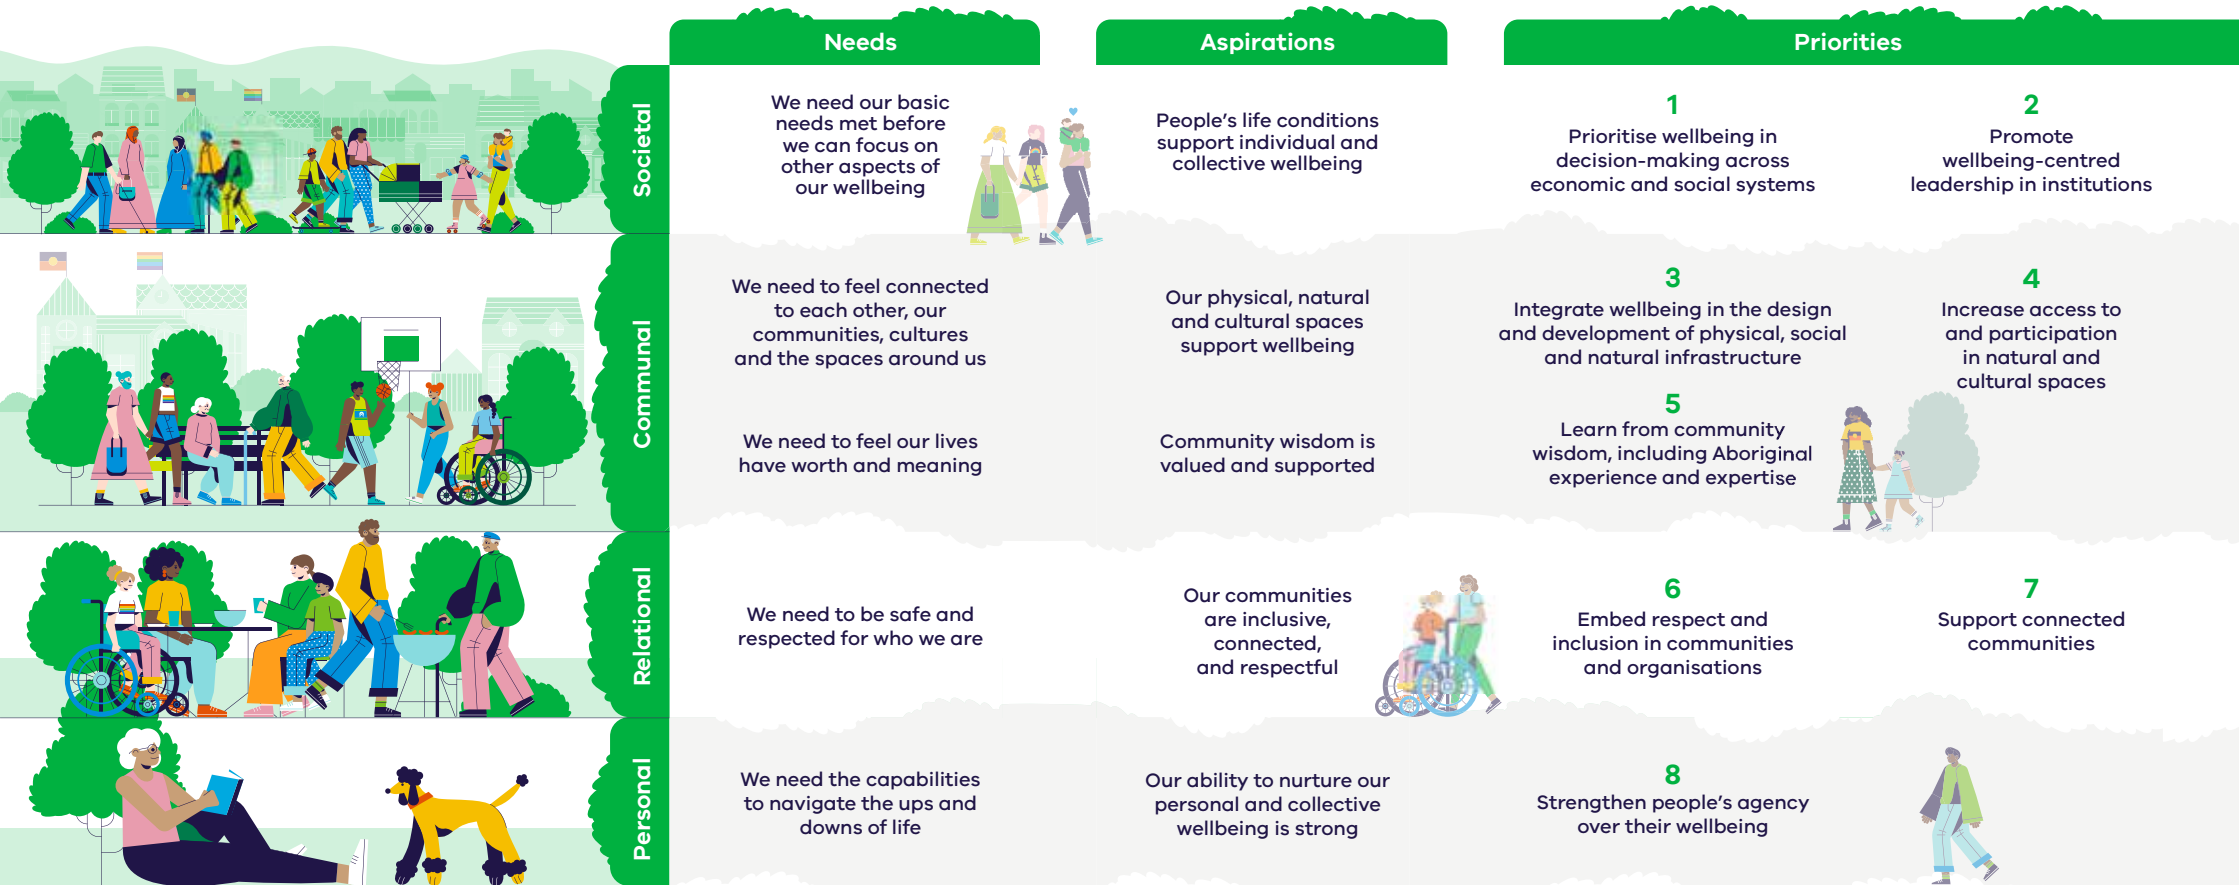 Needs
Aspirations
Priorities
Societal
We need our basic
needs met before
we can focus on
other aspects of
our wellbeing
People’s life conditions
support individual and
collective wellbeing
1
Prioritise wellbeing in
decision-making across
economic and social systems
2
Promote
wellbeing-centred
leadership in institutions
Communal
We need to feel connected
to each other, our
communities, cultures
and the spaces around us
Our physical, natural
and cultural spaces
support wellbeing
3
Integrate wellbeing in the design
and development of physical, social
and natural infrastructure
4
Increase access to
and participation
in natural and
cultural spaces
We need to feel our lives
have worth and meaning
Community wisdom is
valued and supported
5
Learn from community
wisdom, including Aboriginal
experience and expertise
Relational
We need to be safe and
respected for who we are
Our communities
are inclusive,
connected,
and respectful
6
Embed respect and
inclusion in communities
and organisations
7
Support connected
communities
Personal
We need the capabilities
to navigate the ups and
downs of life
Our ability to nurture our
personal and collective
wellbeing is strong
8
Strengthen people’s agency
over their wellbeing